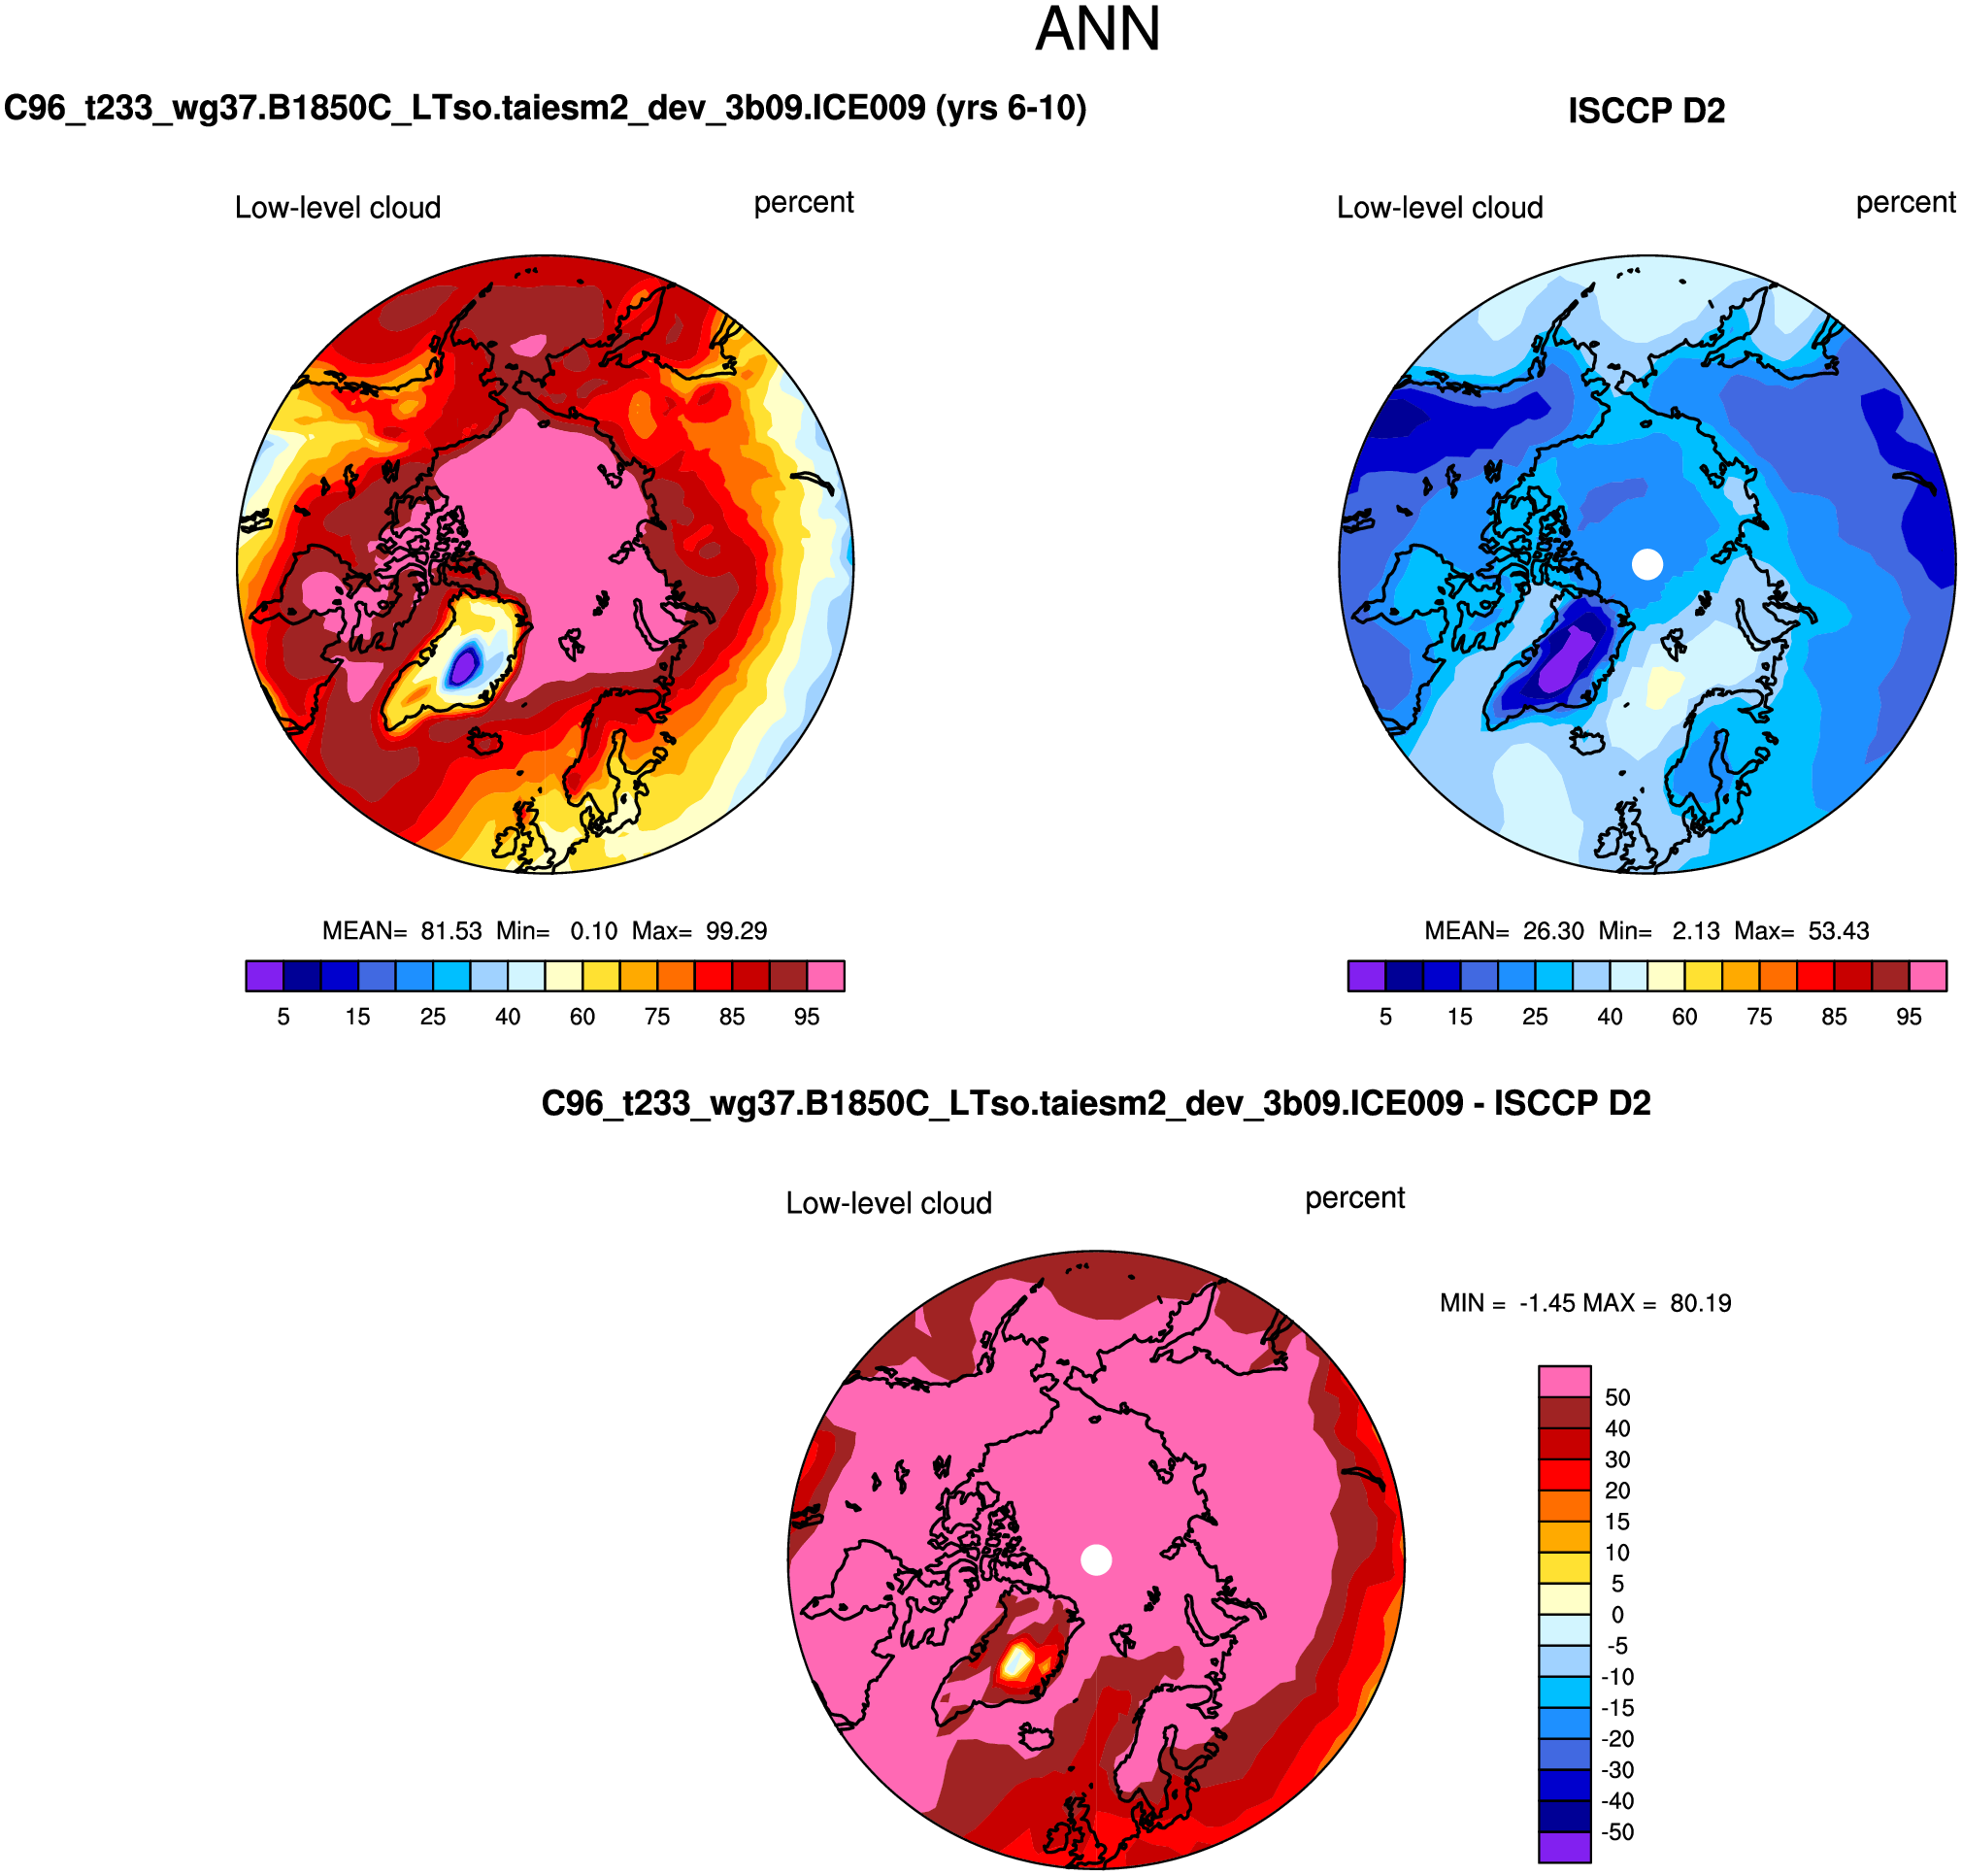 ANN
C96_t233_wg37.B1850C_LTso.taiesm2_dev_3b09.ICE009 (yrs 6-10)
ISCCP D2
Low-level cloud percent
Low-level cloud percent
MEAN= 81.53 Min= 0.10 Max= 99.29
MEAN= 26.30 Min= 2.13 Max= 53.43
5 15 25 40 60 75 85 95
5 15 25 40 60 75 85 95
C96_t233_wg37.B1850C_LTso.taiesm2_dev_3b09.ICE009 - ISCCP D2
Low-level cloud percent
MIN = -1.45 MAX = 80.19
50
40
30
20
15
10
5
0
-5
-10
-15
-20
-30
-40
-50